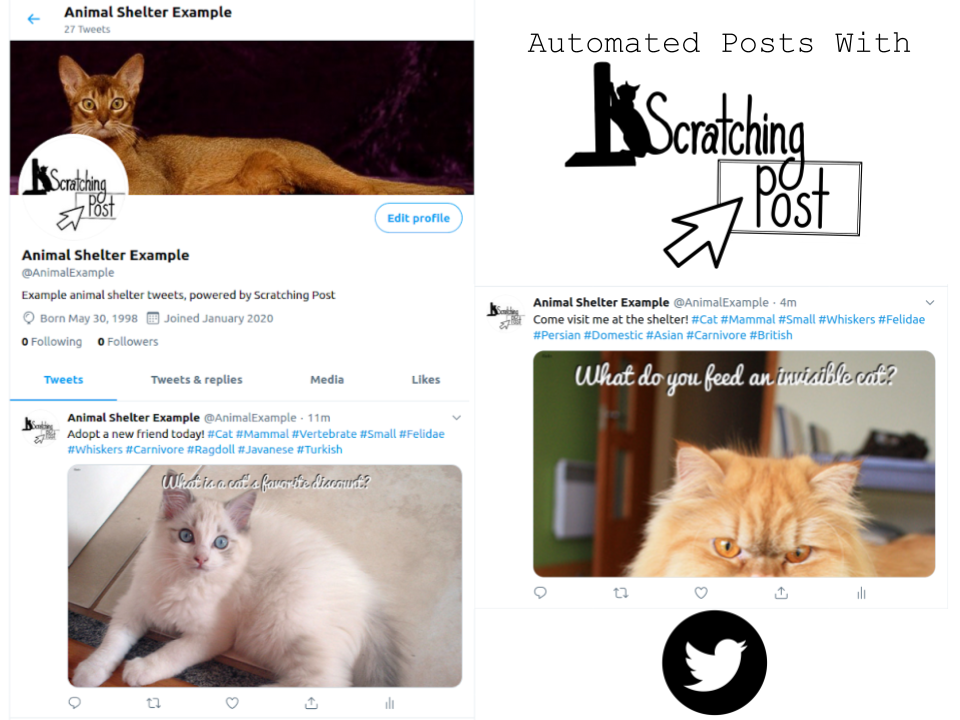 Animal Shelter Example
27 Tweets
Scratching
Post
Edit profile
Animal Shelter Example
@AnimalExample
Example animal shelter tweets, powered by Scratching Post
Born May 30, 1998 Joined January 2020
0 Following 0 Followers
Tweets Tweets & replies Media Likes
Scratching
Post
Animal Shelter Example @AnimalExample · 11m
Adopt a new friend today! #Cat #Mammal #Vertebrate #Small #Felidae
#Whiskers #Carnivore #Ragdoll #Javanese #Turkish
What is a cat's favorite discount?
Automated Posts With
Scratching
Post
Scratching
Post
Animal Shelter Example @AnimalExample · 4m
Come visit me at the shelter! #Cat #Mammal #Small #Whiskers #Felidae
#Persian #Domestic #Asian #Carnivore #British
What do you feed an invisible cat?